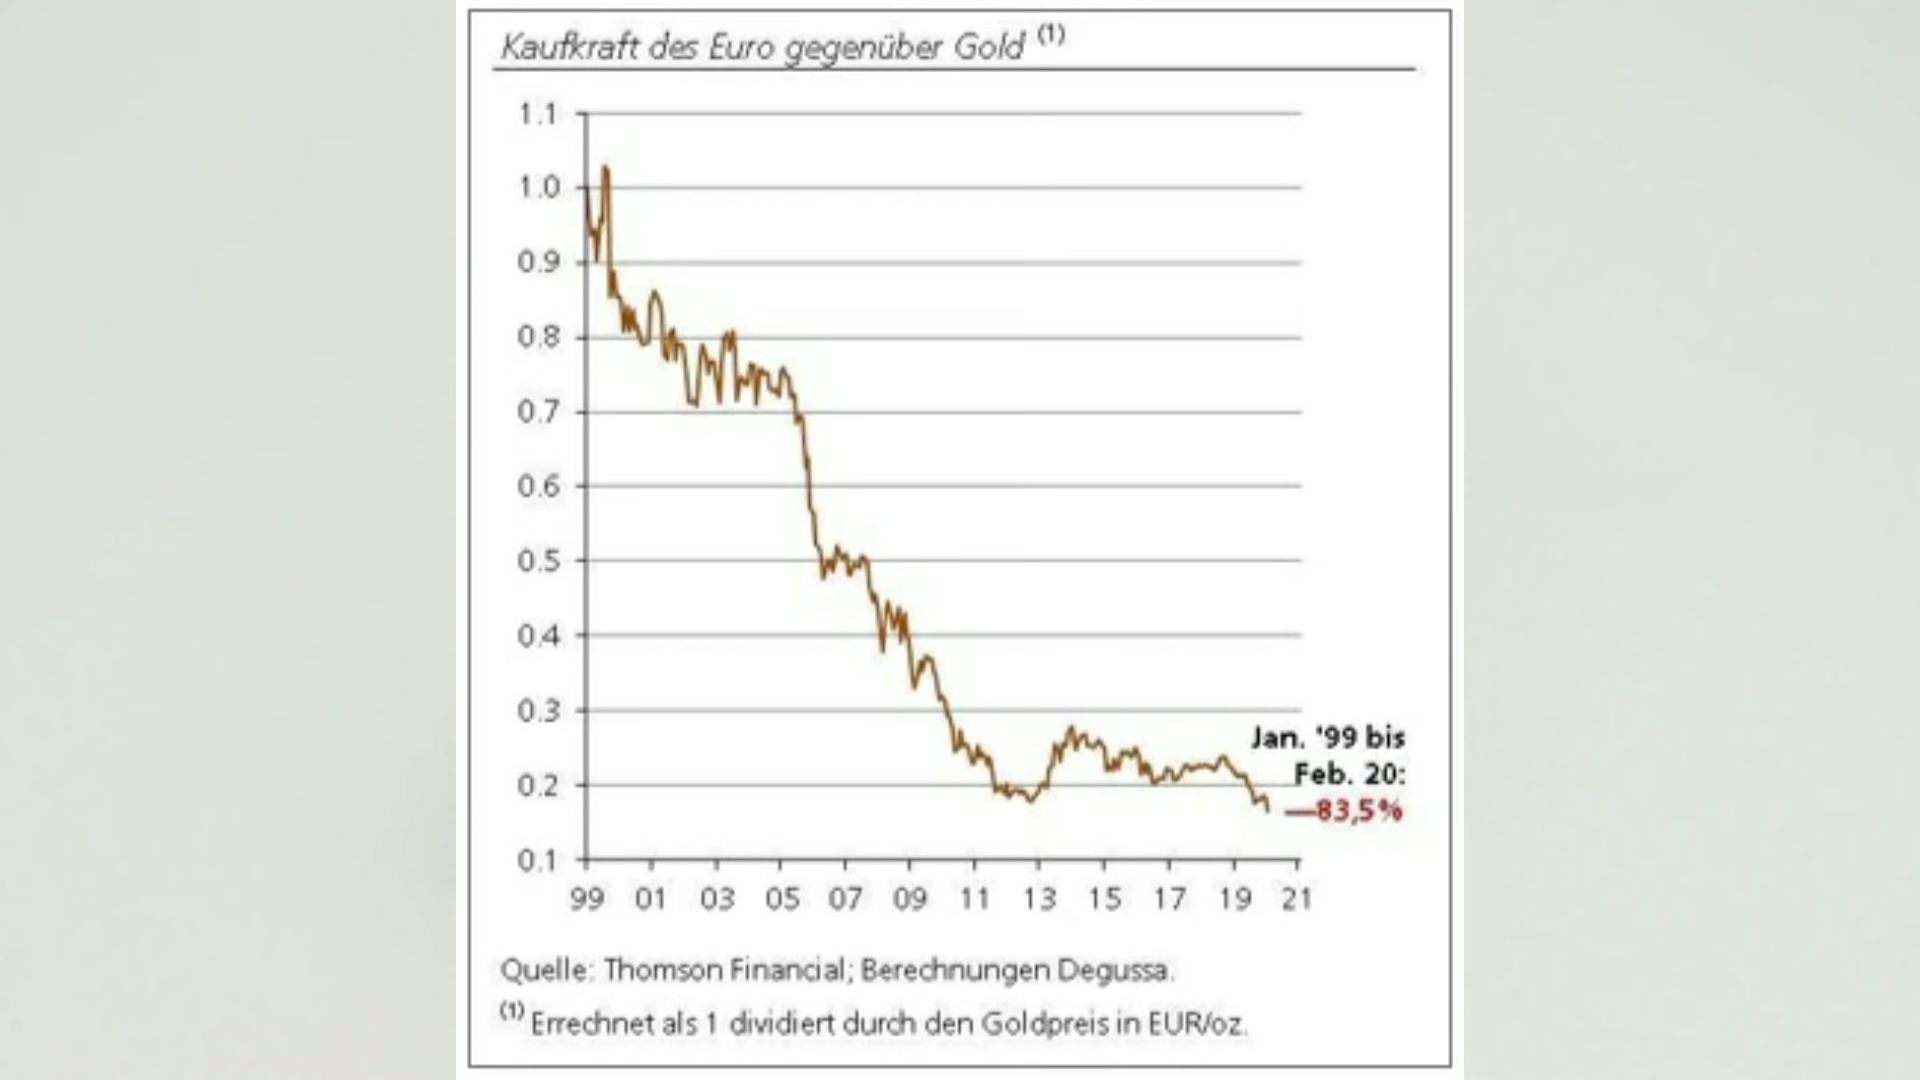 Kaufkraft des Euro gegenüber Gold (1)
1.1
1.0
0.9
0.8
0.7
0.6
0.5
0.4
0.3
0.2
0.1
Jan. '99 bis
Feb. 20:
—83,5%
99 01 03 05 07 09 11 13 15 17 19 21
Quelle: Thomson Financial; Berechnungen Degussa.
(1) Errechnet als 1 dividiert durch den Goldpreis in EUR/oz.